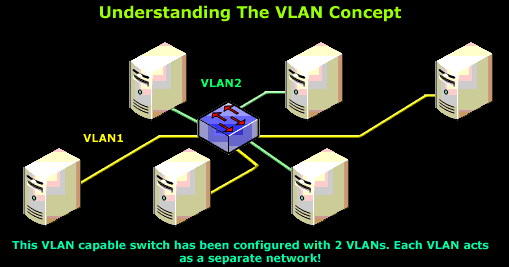 Understanding The VLAN Concept
VLAN2
VLAN1
This VLAN capable switch has been configured with 2 VLANs. Each VLAN acts
as a separate network!